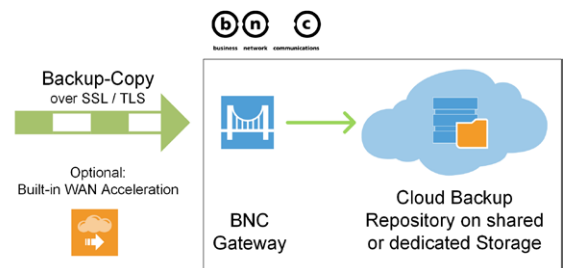 b n c
business network communications
Backup-Copy
over SSL / TLS
Optional:
Built-in WAN Acceleration
BNC
Gateway
Cloud Backup
Repository on shared
or dedicated Storage